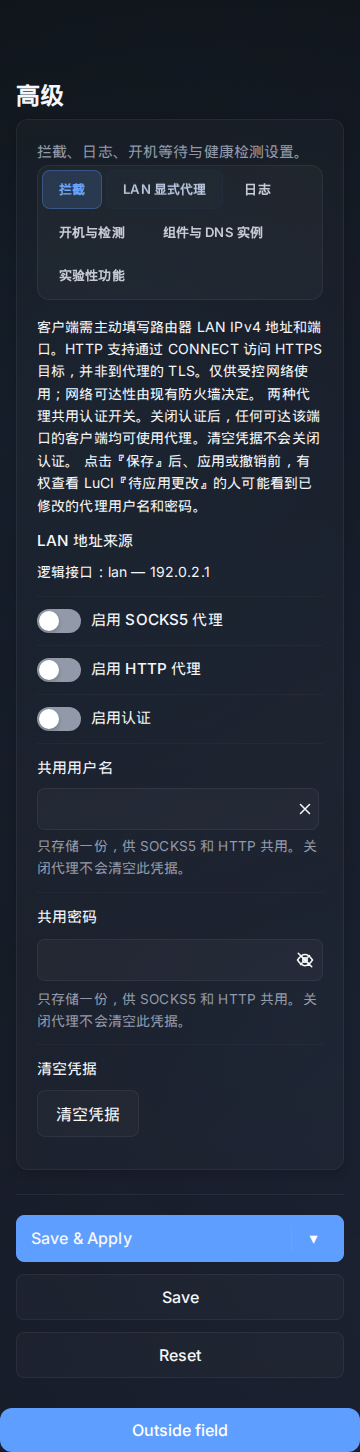 高级
拦截、日志、开机等待与健康检测设置。
拦截 LAN 显式代理 日志
开机与检测 组件与 DNS 实例
实验性功能
客户端需主动填写路由器 LAN IPv4 地址和端
口。HTTP 支持通过 CONNECT 访问 HTTPS
目标，并非到代理的 TLS。仅供受控网络使
用；网络可达性由现有防火墙决定。 两种代
理共用认证开关。关闭认证后，任何可达该端
口的客户端均可使用代理。清空凭据不会关闭
认证。 点击『保存』后、应用或撤销前，有
权查看 LuCI『待应用更改』的人可能看到已
修改的代理用户名和密码。
LAN 地址来源
逻辑接口：lan — 192.0.2.1
启用 SOCKS5 代理
启用 HTTP 代理
启用认证
共用用户名
只存储一份，供 SOCKS5 和 HTTP 共用。关
闭代理不会清空此凭据。
共用密码
只存储一份，供 SOCKS5 和 HTTP 共用。关
闭代理不会清空此凭据。
清空凭据
清空凭据
Save & Apply
Save
Reset
Outside field